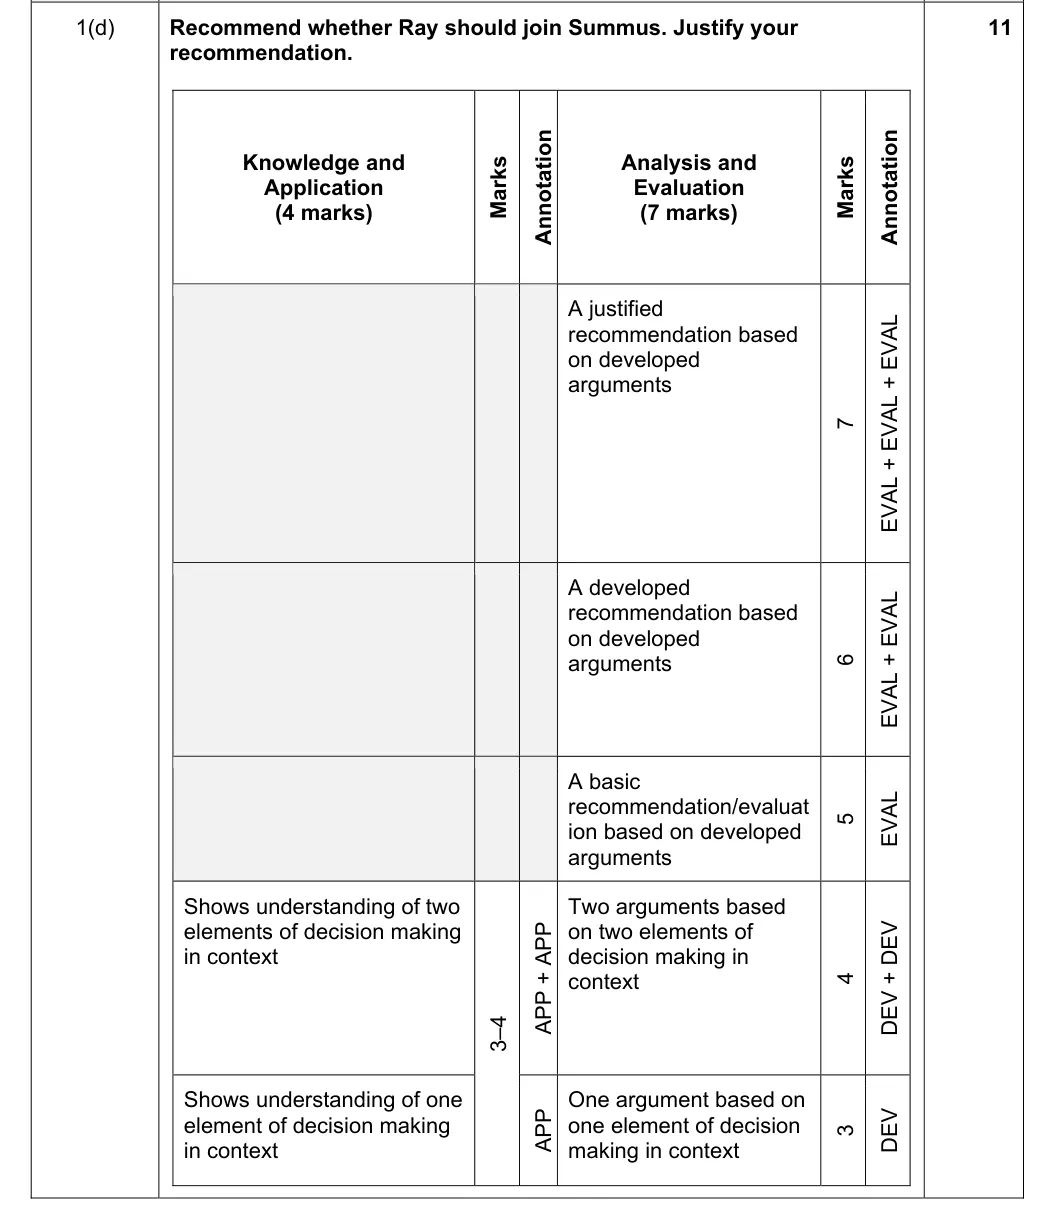 1(d)
Recommend whether Ray should join Summus. Justify your
recommendation.
11
Knowledge and
Application
(4 marks)
Marks
Annotation
Analysis and
Evaluation
(7 marks)
Marks
Annotation
A justified
recommendation based
on developed
arguments
7
EVAL + EVAL + EVAL
A developed
recommendation based
on developed
arguments
6
EVAL + EVAL
A basic
recommendation/evaluat
ion based on developed
arguments
5
EVAL
Shows understanding of two
elements of decision making
in context
3–4
APP + APP
Two arguments based
on two elements of
decision making in
context
4
DEV + DEV
Shows understanding of one
element of decision making
in context
APP
One argument based on
one element of decision
making in context
3
DEV